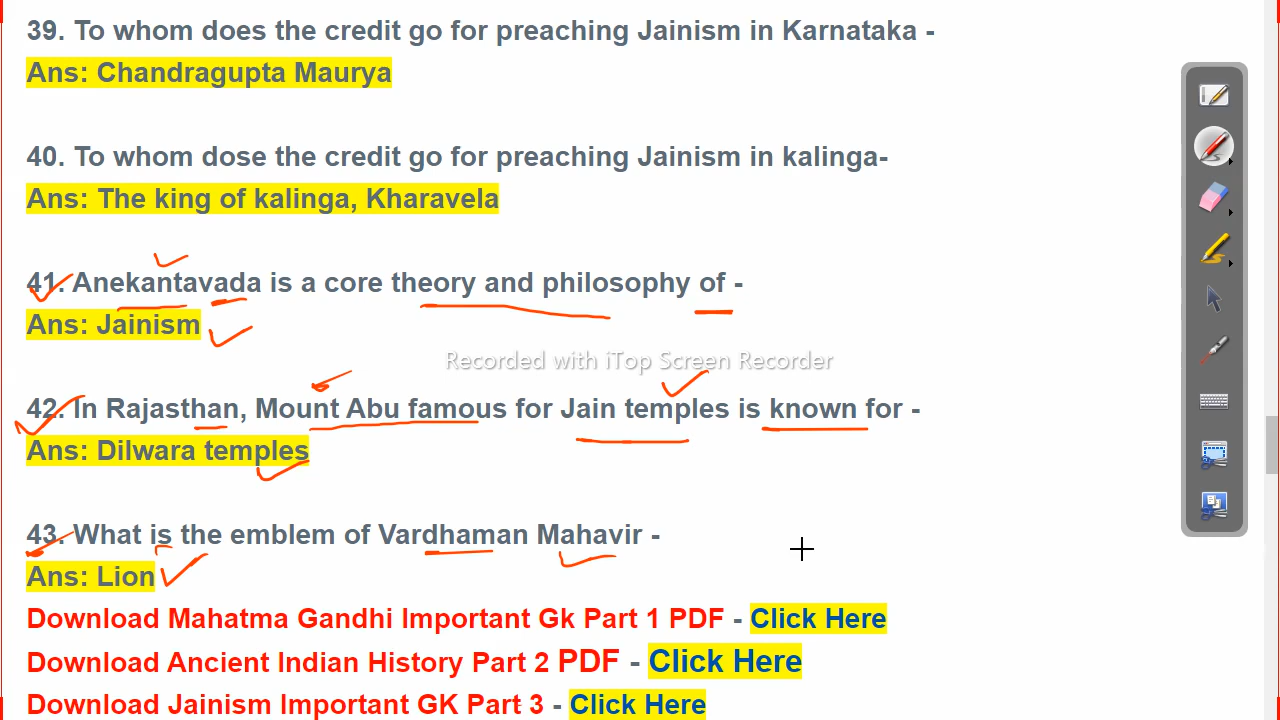 39. To whom does the credit go for preaching Jainism in Karnataka -
Ans: Chandragupta Maurya
40. To whom dose the credit go for preaching Jainism in kalinga-
Ans: The king of kalinga, Kharavela
41. Anekantavada is a core theory and philosophy of -
Ans: Jainism
Recorded with iTop Screen Recorder
42. In Rajasthan, Mount Abu famous for Jain temples is known for -
Ans: Dilwara temples
43. What is the emblem of Vardhaman Mahavir -
Ans: Lion
Download Mahatma Gandhi Important Gk Part 1 PDF - Click Here
Download Ancient Indian History Part 2 PDF - Click Here
Download Jainism Important GK Part 3 - Click Here